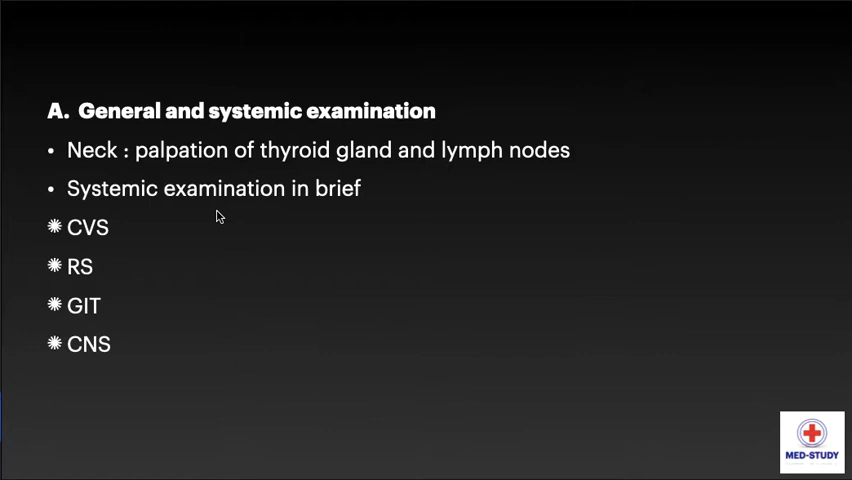 A. General and systemic examination
• Neck : palpation of thyroid gland and lymph nodes
• Systemic examination in brief
✷ CVS
✷ RS
✷ GIT
✷ CNS
MED-STUDY